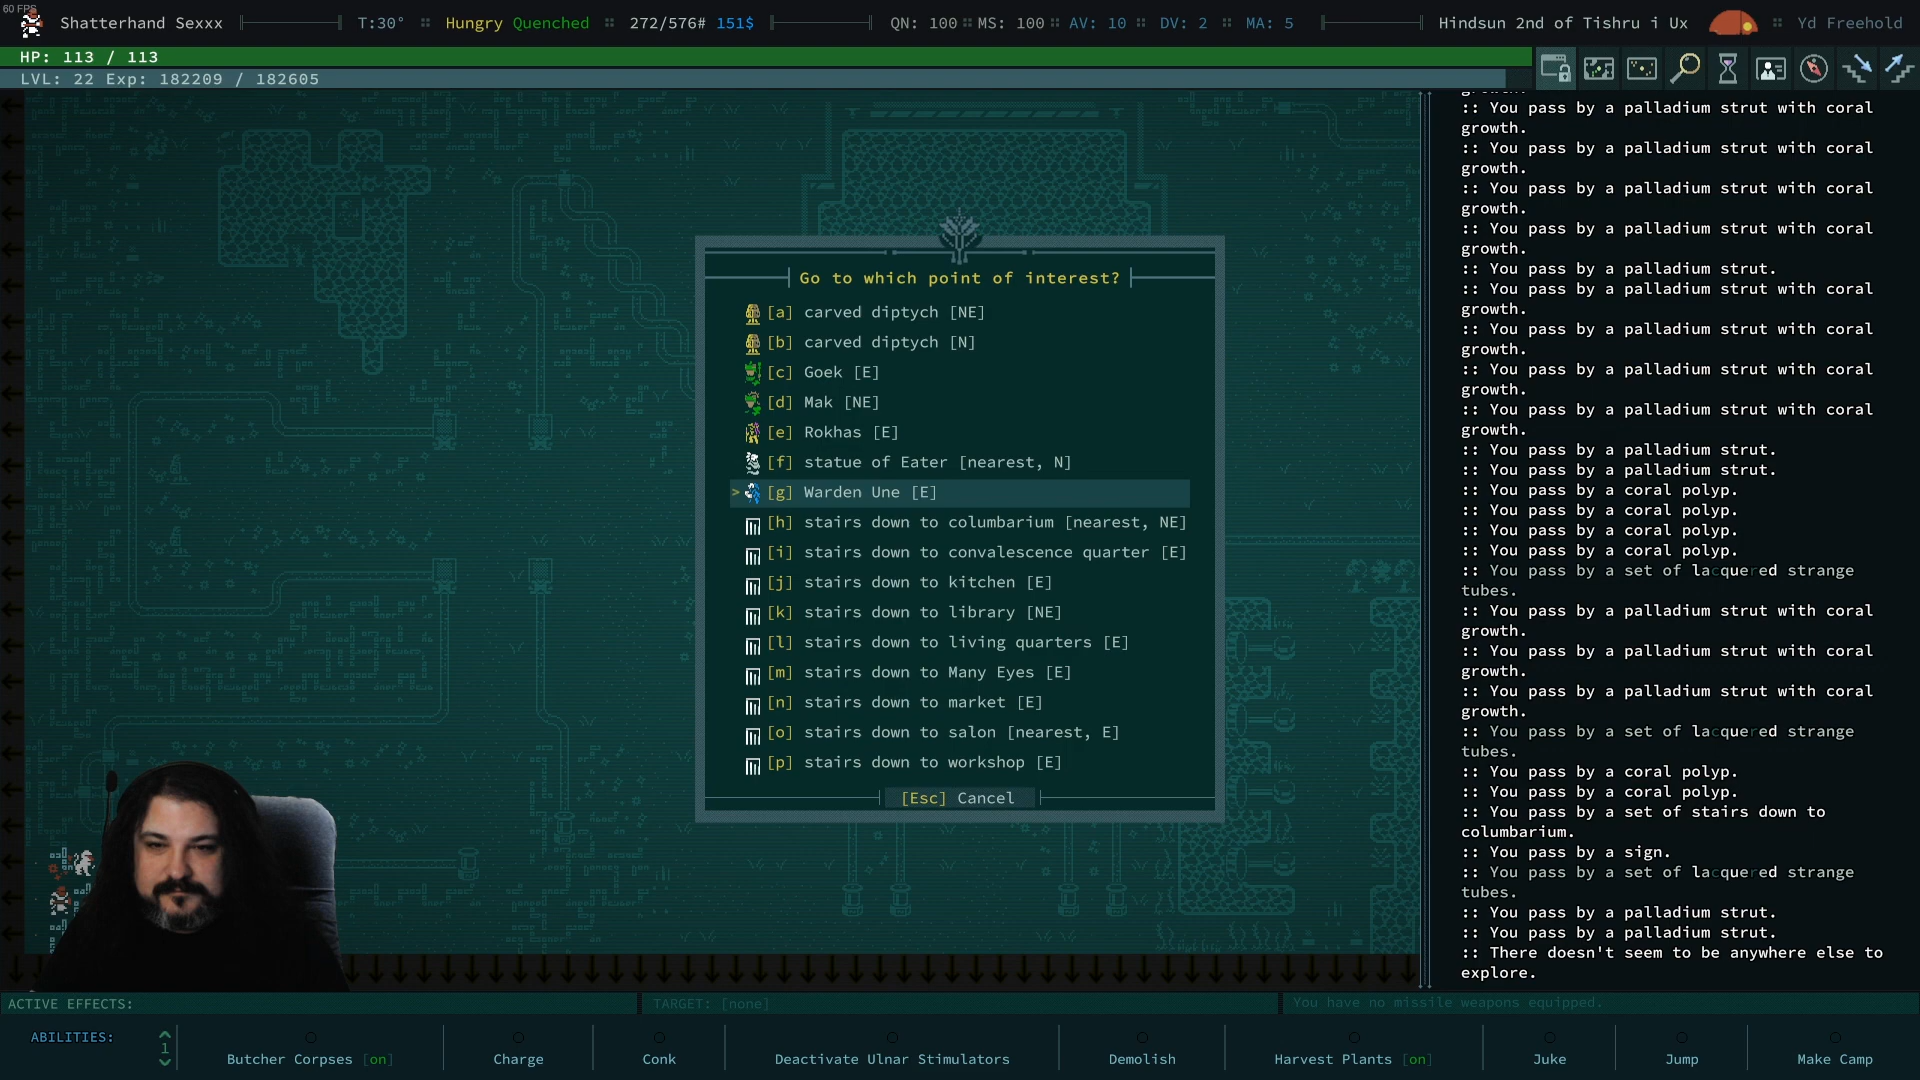 60 FPS
Shatterhand Sexxx
T:30° :: Hungry Quenched :: 272/576# 151$
QN: 100 :: MS: 100 :: AV: 10 :: DV: 2 :: MA: 5
Hindsun 2nd of Tishru i Ux :: Yd Freehold
HP: 113 / 113
LVL: 22 Exp: 182209 / 182605
Go to which point of interest?
[a] carved diptych [NE]
[b] carved diptych [N]
[c] Goek [E]
[d] Mak [NE]
[e] Rokhas [E]
[f] statue of Eater [nearest, N]
> [g] Warden Une [E]
[h] stairs down to columbarium [nearest, NE]
[i] stairs down to convalescence quarter [E]
[j] stairs down to kitchen [E]
[k] stairs down to library [NE]
[l] stairs down to living quarters [E]
[m] stairs down to Many Eyes [E]
[n] stairs down to market [E]
[o] stairs down to salon [nearest, E]
[p] stairs down to workshop [E]
[Esc] Cancel
growth.
:: You pass by a palladium strut with coral
growth.
:: You pass by a palladium strut with coral
growth.
:: You pass by a palladium strut with coral
growth.
:: You pass by a palladium strut with coral
growth.
:: You pass by a palladium strut.
:: You pass by a palladium strut with coral
growth.
:: You pass by a palladium strut with coral
growth.
:: You pass by a palladium strut with coral
growth.
:: You pass by a palladium strut with coral
growth.
:: You pass by a palladium strut.
:: You pass by a palladium strut.
:: You pass by a coral polyp.
:: You pass by a coral polyp.
:: You pass by a coral polyp.
:: You pass by a coral polyp.
:: You pass by a set of lacquered strange
tubes.
:: You pass by a palladium strut with coral
growth.
:: You pass by a palladium strut with coral
growth.
:: You pass by a palladium strut with coral
growth.
:: You pass by a set of lacquered strange
tubes.
:: You pass by a coral polyp.
:: You pass by a coral polyp.
:: You pass by a set of stairs down to
columbarium.
:: You pass by a sign.
:: You pass by a set of lacquered strange
tubes.
:: You pass by a palladium strut.
:: You pass by a palladium strut.
:: There doesn't seem to be anywhere else to
explore.
ACTIVE EFFECTS:
TARGET: [none]
You have no missile weapons equipped.
ABILITIES:
1
Butcher Corpses [on]
Charge
Conk
Deactivate Ulnar Stimulators
Demolish
Harvest Plants [on]
Juke
Jump
Make Camp